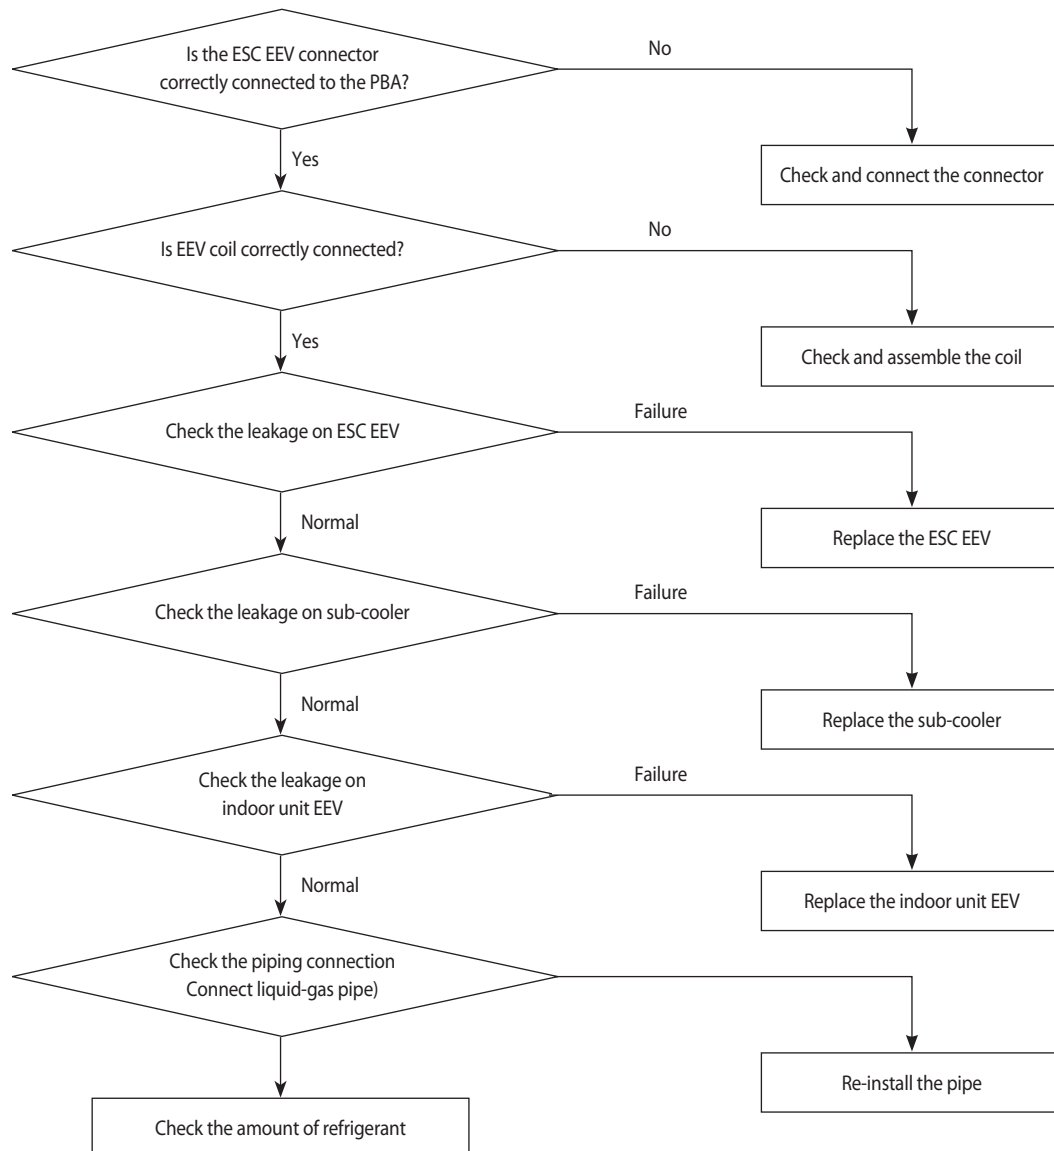 Is the ESC EEV connector
correctly connected to the PBA?
No
Yes
Check and connect the connector
Is EEV coil correctly connected?
No
Yes
Check and assemble the coil
Check the leakage on ESC EEV
Failure
Normal
Replace the ESC EEV
Check the leakage on sub-cooler
Failure
Normal
Replace the sub-cooler
Check the leakage on
indoor unit EEV
Failure
Normal
Replace the indoor unit EEV
Check the piping connection
Connect liquid-gas pipe)
Re-install the pipe
Check the amount of refrigerant